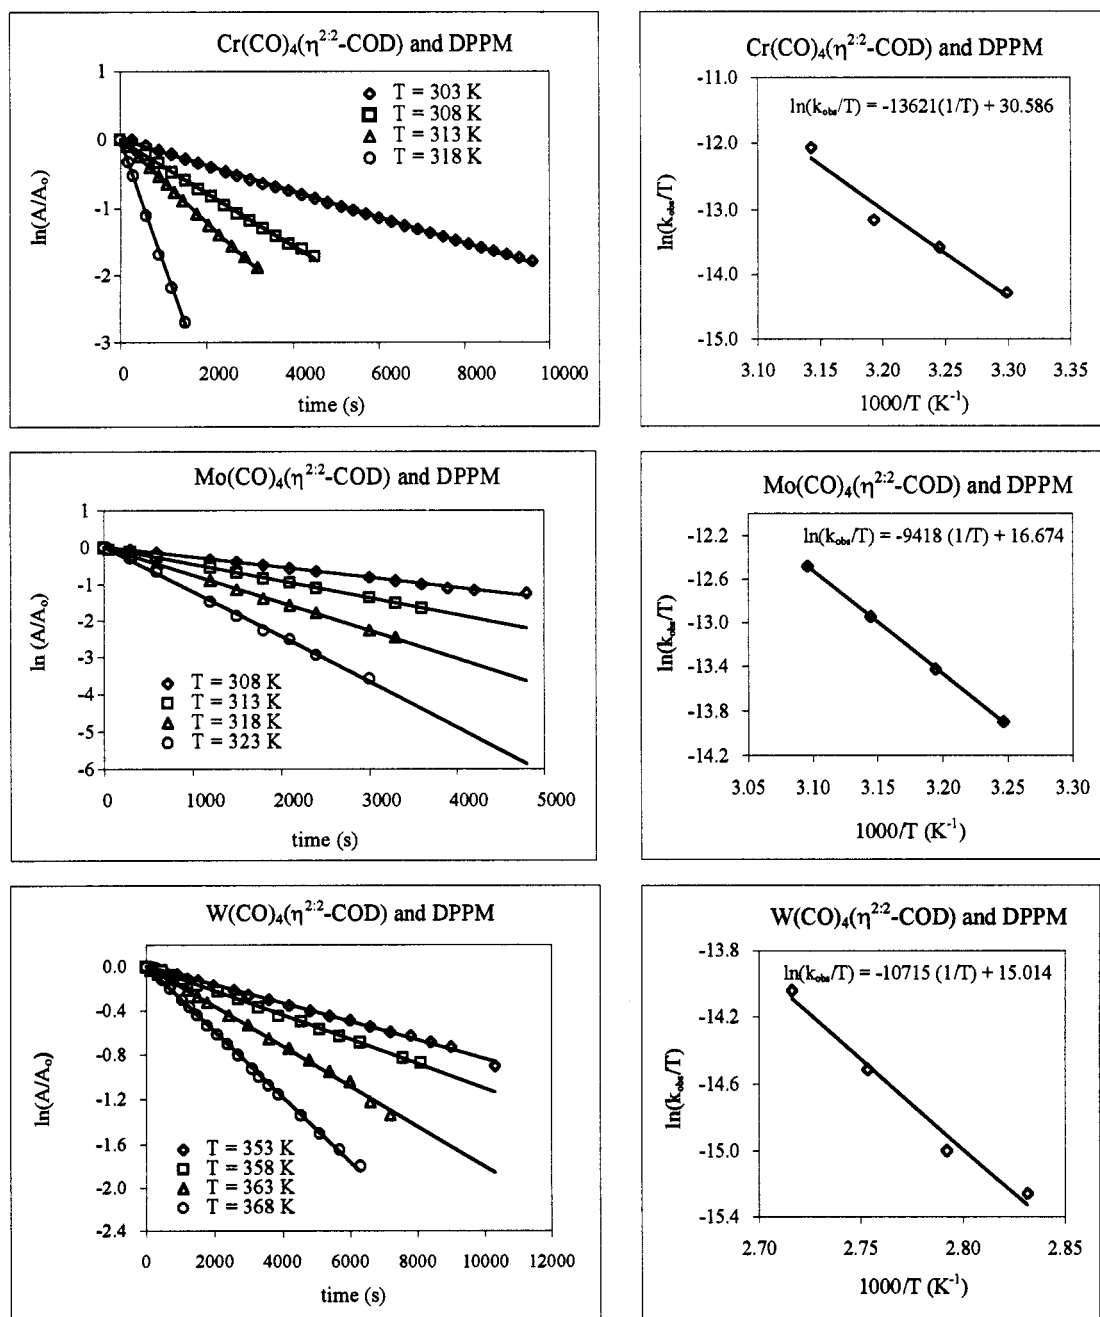 Cr(CO)₄(η²:²-COD) and DPPM
1
0
-1
-2
-3
ln(A/Aₒ)
T = 303 K
T = 308 K
T = 313 K
T = 318 K
0 2000 4000 6000 8000 10000
time (s)
Cr(CO)₄(η²:²-COD) and DPPM
-11.0
-12.0
-13.0
-14.0
-15.0
ln(kobs/T)
ln(kobs/T) = -13621(1/T) + 30.586
3.10 3.15 3.20 3.25 3.30 3.35
1000/T (K⁻¹)
Mo(CO)₄(η²:²-COD) and DPPM
1
0
-1
-2
-3
-4
-5
-6
ln (A/Aₒ)
T = 308 K
T = 313 K
T = 318 K
T = 323 K
0 1000 2000 3000 4000 5000
time (s)
Mo(CO)₄(η²:²-COD) and DPPM
-12.2
-12.6
-13.0
-13.4
-13.8
-14.2
ln(kobs/T)
ln(kobs/T) = -9418 (1/T) + 16.674
3.05 3.10 3.15 3.20 3.25 3.30
1000/T (K⁻¹)
W(CO)₄(η²:²-COD) and DPPM
0.0
-0.4
-0.8
-1.2
-1.6
-2.0
-2.4
ln(A/Aₒ)
T = 353 K
T = 358 K
T = 363 K
T = 368 K
0 2000 4000 6000 8000 10000 12000
time (s)
W(CO)₄(η²:²-COD) and DPPM
-13.8
-14.2
-14.6
-15.0
-15.4
ln(kobs/T)
ln(kobs/T) = -10715 (1/T) + 15.014
2.70 2.75 2.80 2.85
1000/T (K⁻¹)